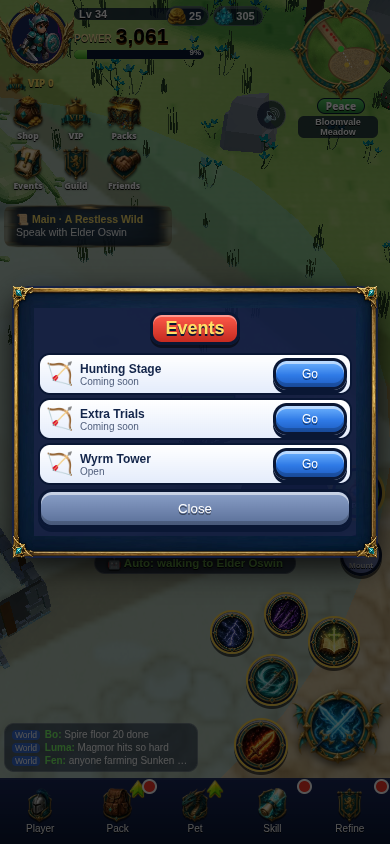 Lv 34
25
305
POWER 3,061
9%
VIP 0
Peace
Bloomvale
Meadow
Shop
VIP
Packs
Events
Guild
Friends
Main · A Restless Wild
Speak with Elder Oswin
Events
Hunting Stage
Coming soon
Go
Extra Trials
Coming soon
Go
Wyrm Tower
Open
Go
Close
Auto: walking to Elder Oswin
Mount
World Bo: Spire floor 20 done
World Luma: Magmor hits so hard
World Fen: anyone farming Sunken ...
Player
Pack
Pet
Skill
Refine